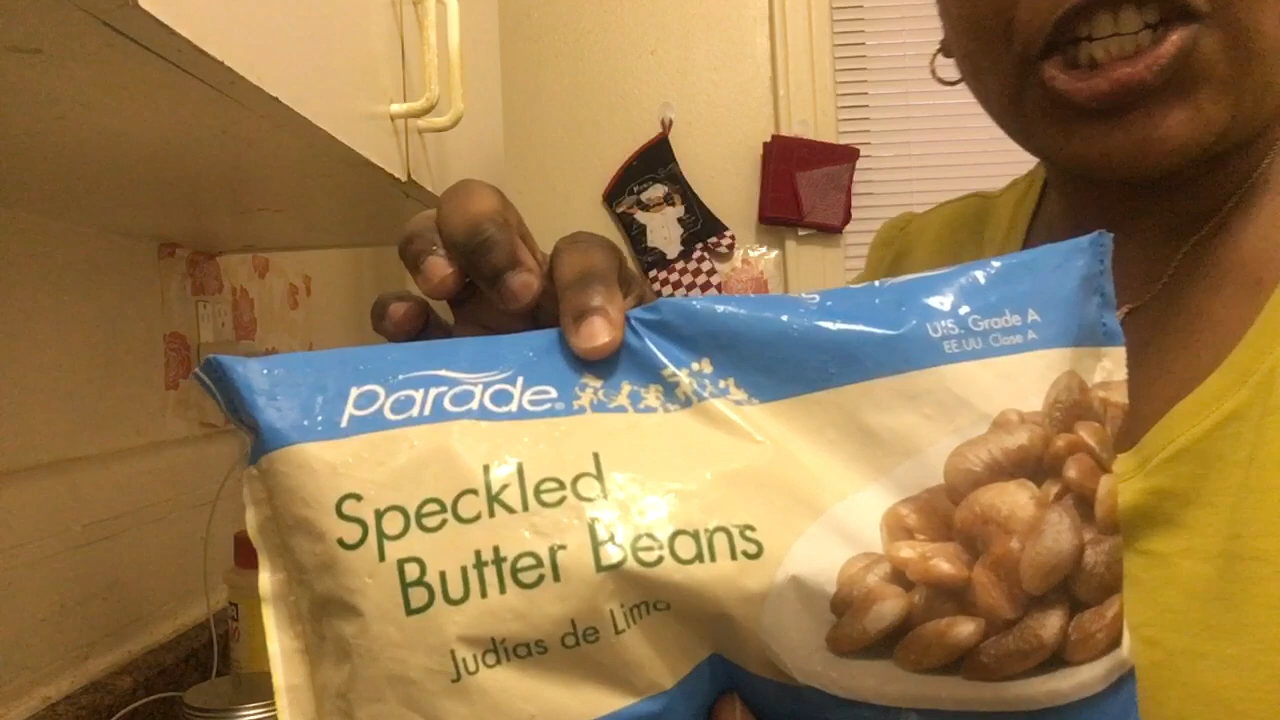 parade®
U.S. Grade A
EE.UU. Clase A
Speckled
Butter Beans
Judías de Lima